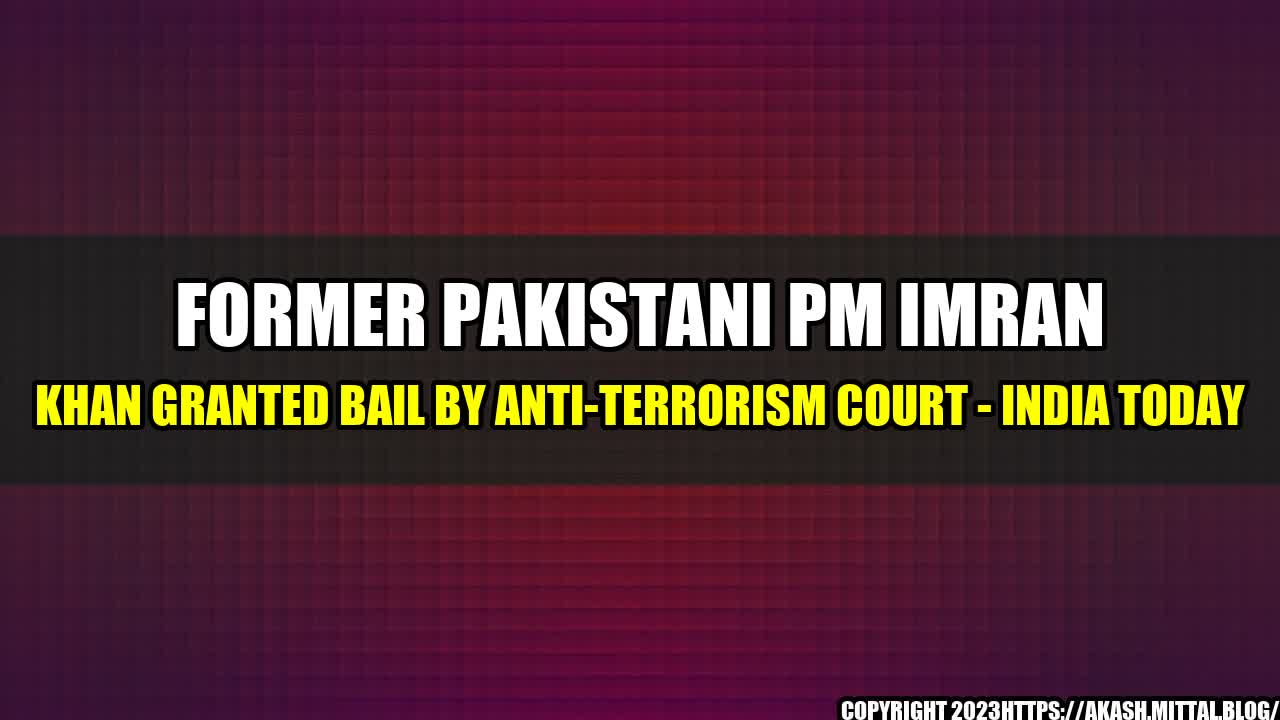 FORMER PAKISTANI PM IMRAN
KHAN GRANTED BAIL BY ANTI-TERRORISM COURT - INDIA TODAY
COPYRIGHT 2023HTTPS://AKASH.MITTAL.BLOG/